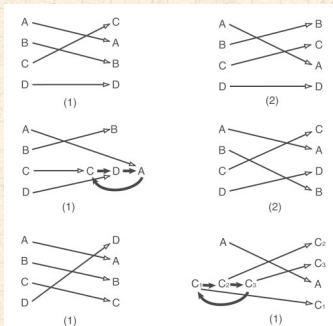 A C
B A
C B
D D
(1)
A B
B C
C A
D D
(2)
A B
B
C C D A
D
(1)
A C
B A
C D
D B
(2)
A D
B A
C B
D C
(1)
A C2
C3
A
C1 C2 C3
C1
(1)